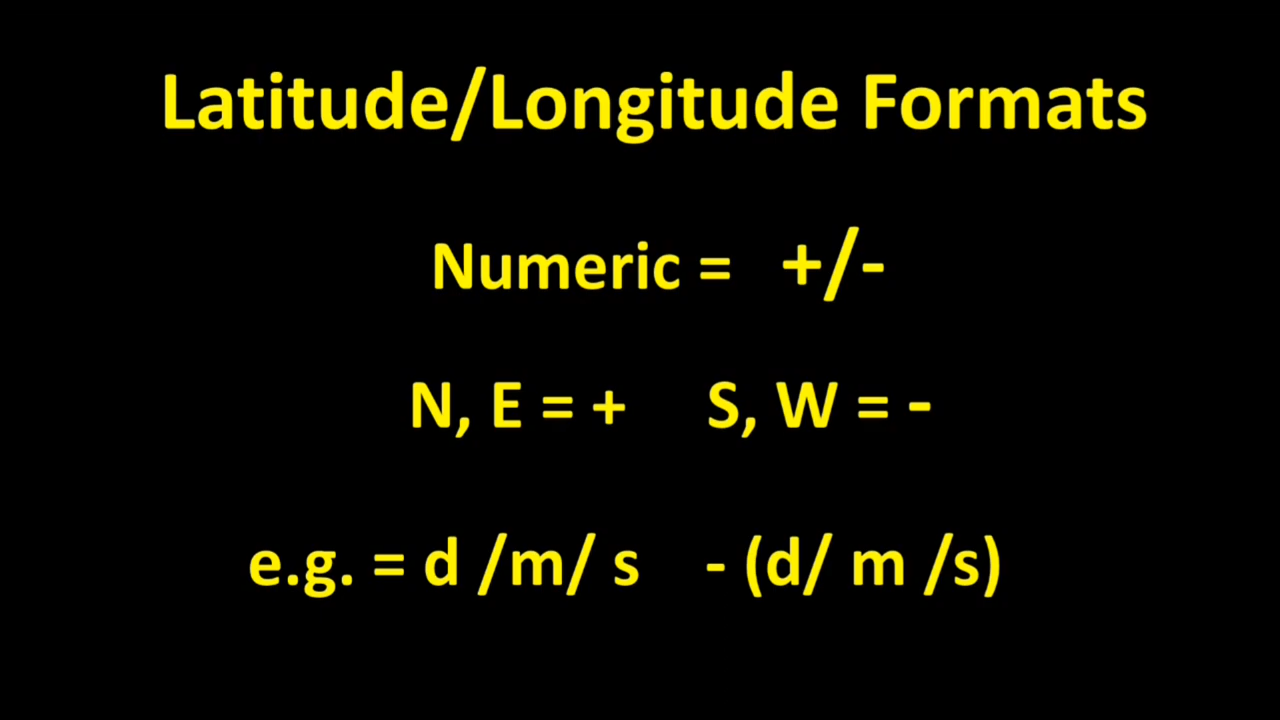 Latitude/Longitude Formats
Numeric = +/-
N, E = + S, W = -
e.g. = d /m/ s - (d/ m /s)